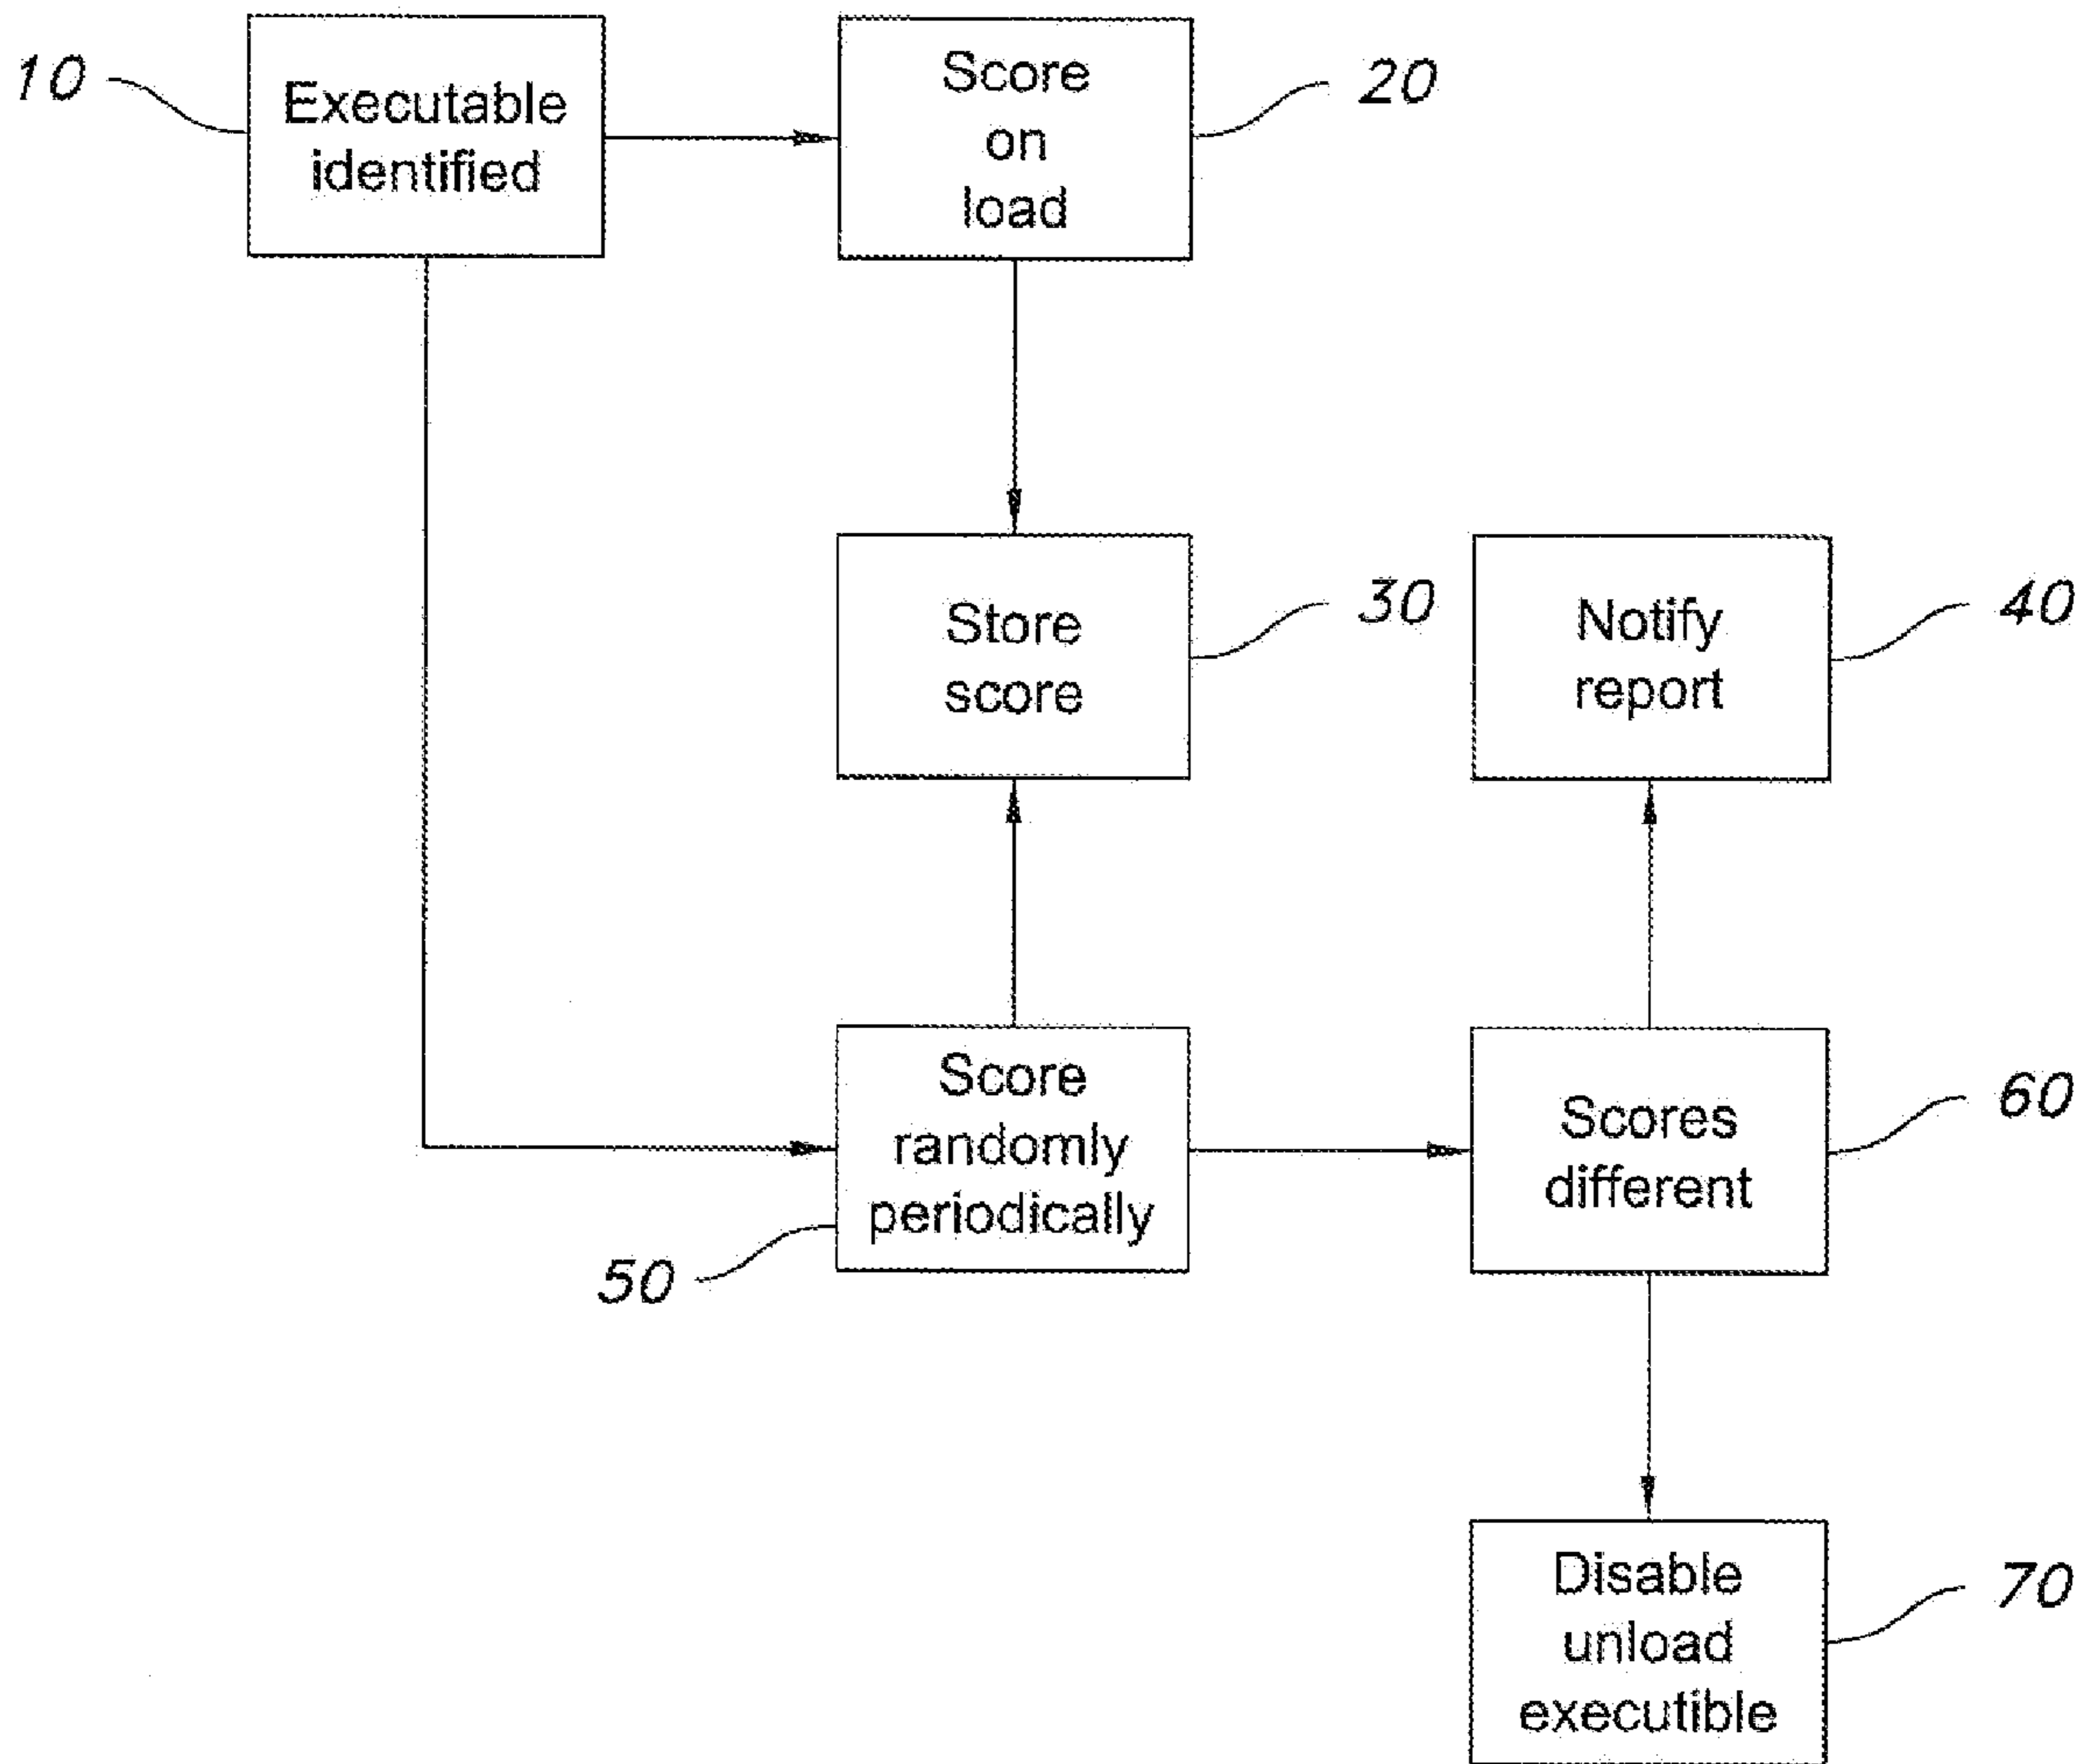 10
Executable
identified
Score
on
load
20
Store
score
30
Notify
report
40
Score
randomly
periodically
50
Scores
different
60
Disable
unload
executible
70